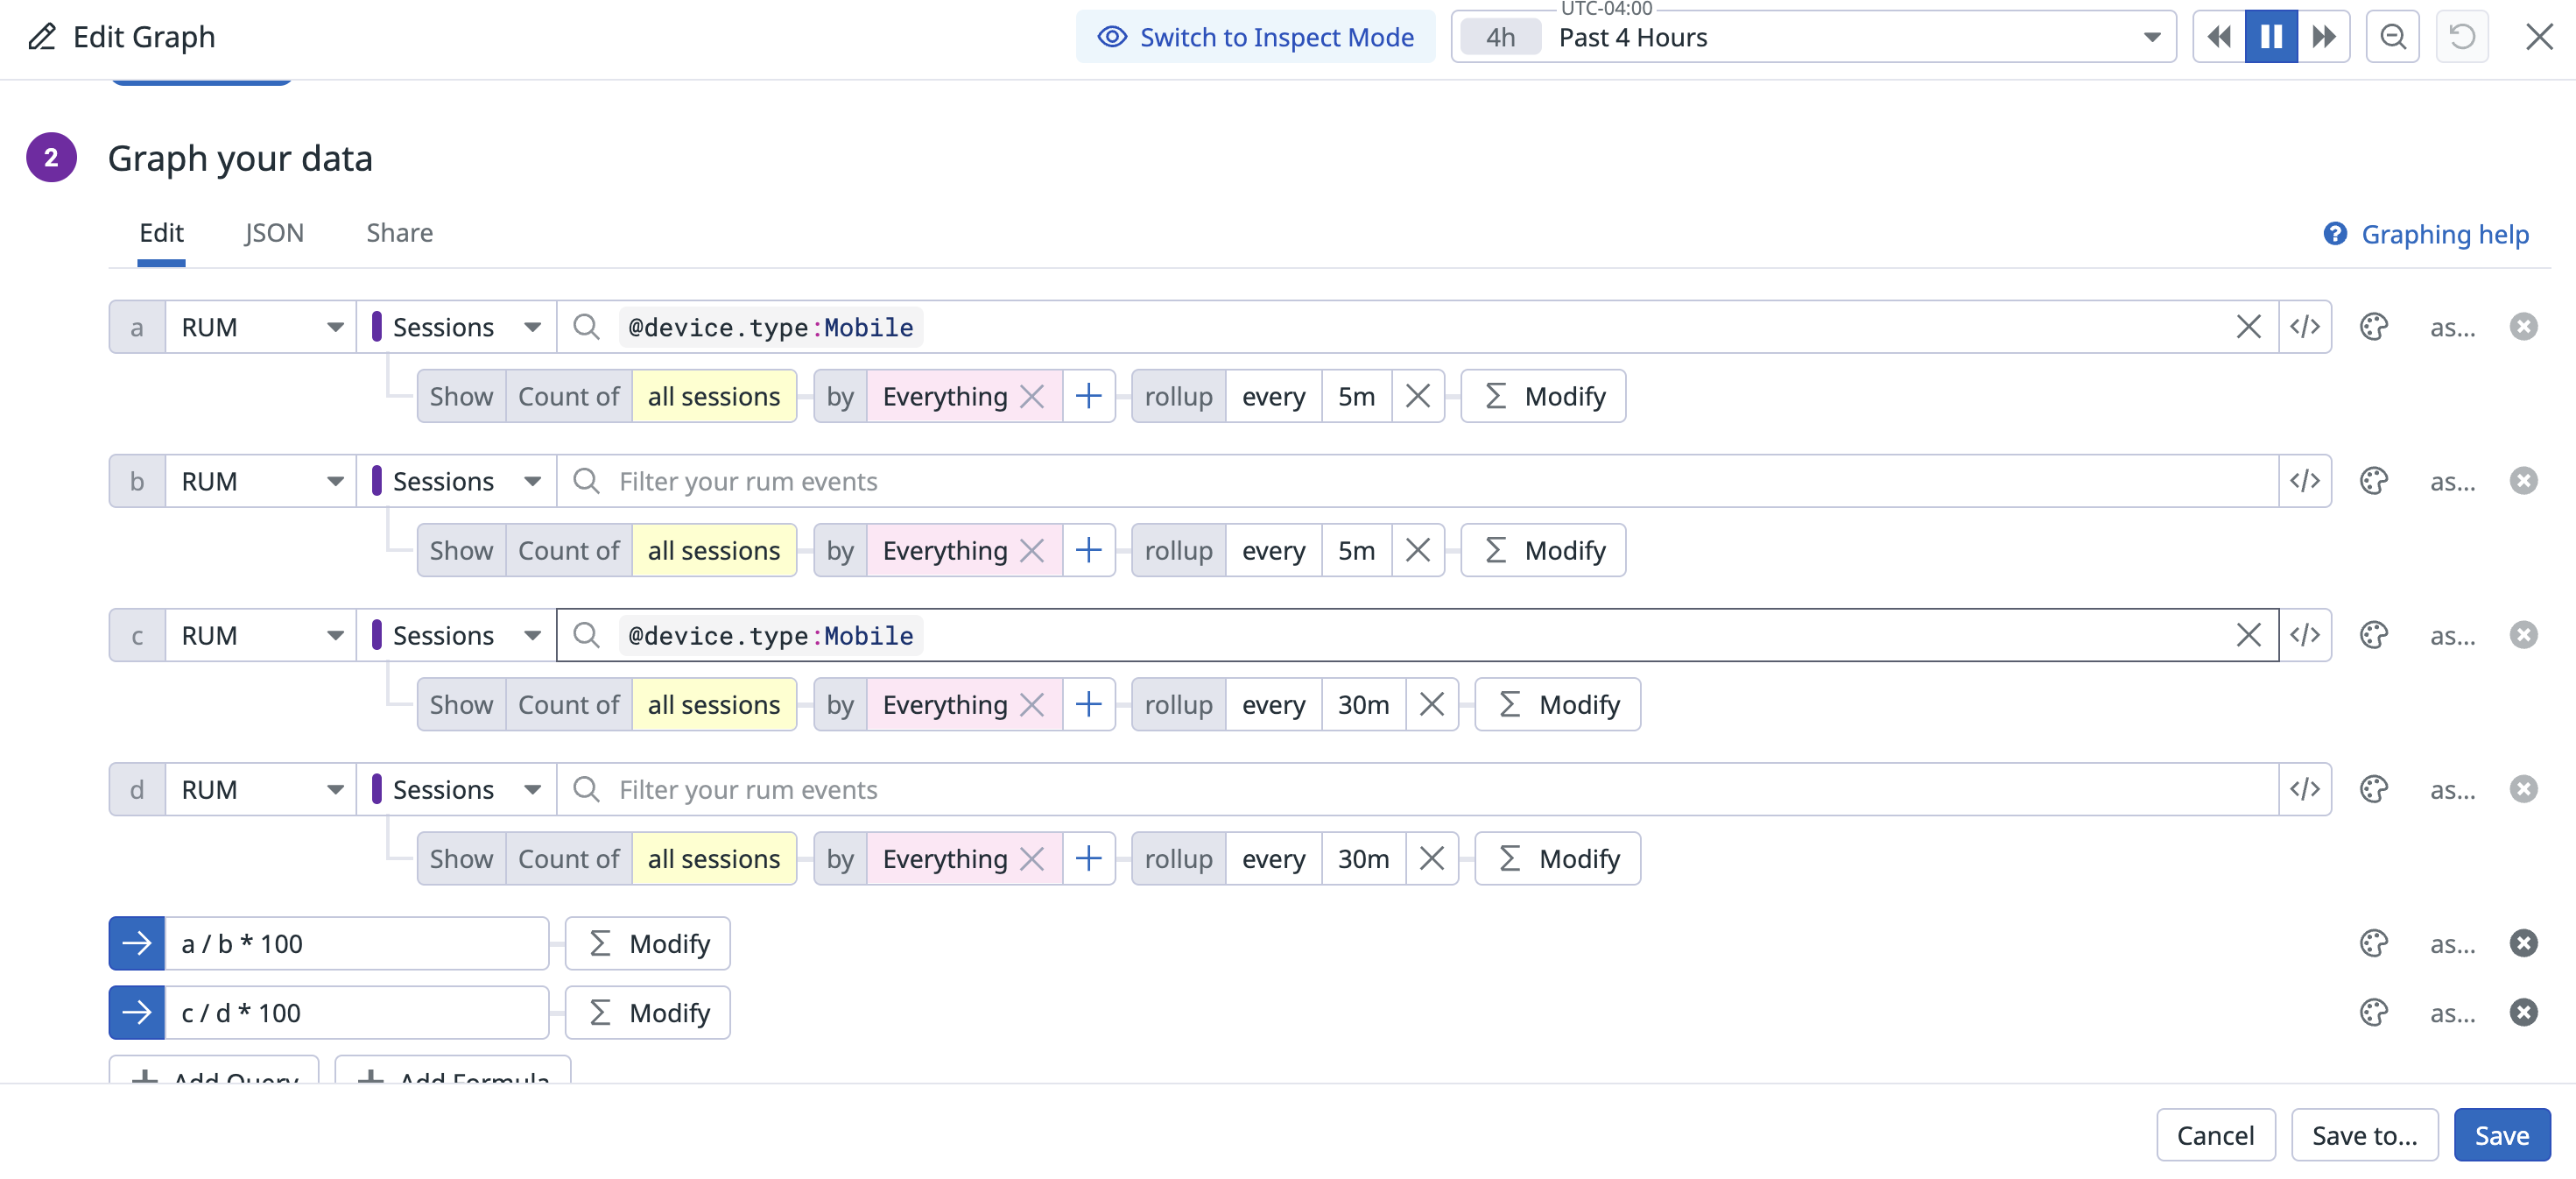 Edit Graph
Switch to Inspect Mode
UTC-04:00
4h Past 4 Hours
2 Graph your data
Edit JSON Share
? Graphing help
a RUM Sessions @device.type:Mobile </> as...
Show Count of all sessions by Everything rollup every 5m Σ Modify
b RUM Sessions Filter your rum events </> as...
Show Count of all sessions by Everything rollup every 5m Σ Modify
c RUM Sessions @device.type:Mobile </> as...
Show Count of all sessions by Everything rollup every 30m Σ Modify
d RUM Sessions Filter your rum events </> as...
Show Count of all sessions by Everything rollup every 30m Σ Modify
a / b * 100 Σ Modify as...
c / d * 100 Σ Modify as...
+ Add Query + Add Formula
Cancel Save to... Save